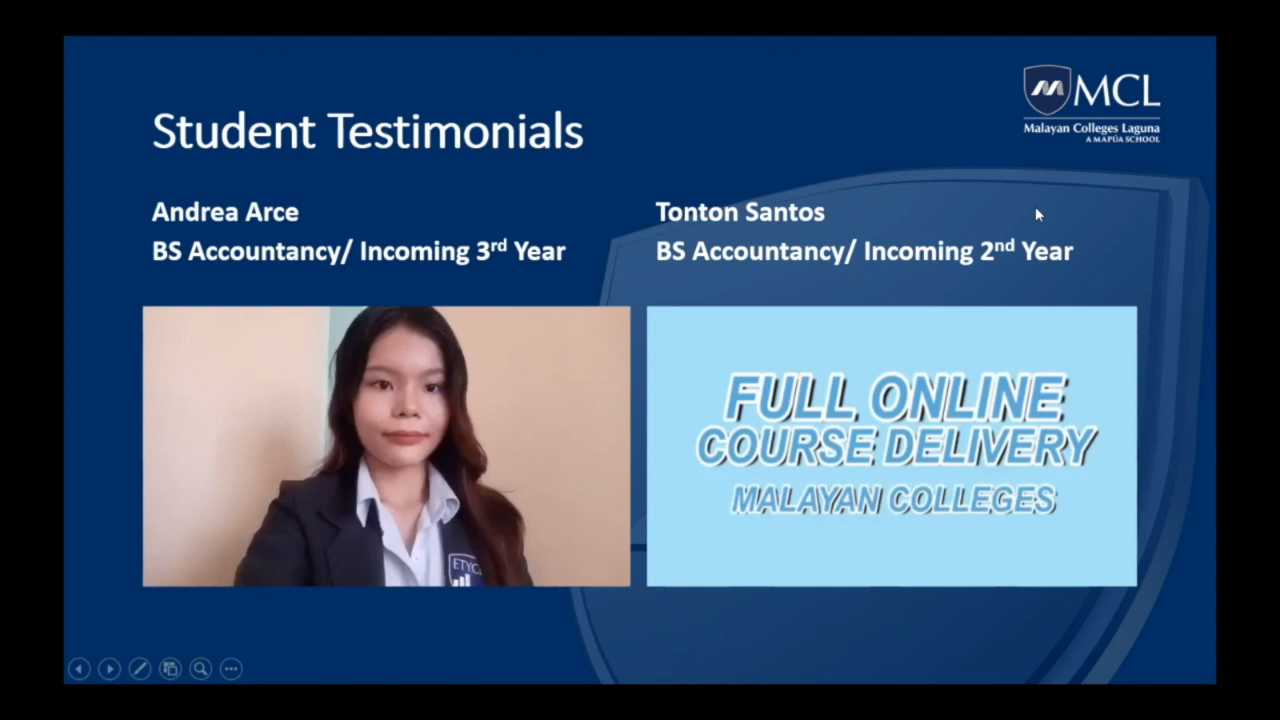 Student Testimonials
MCL
Malayan Colleges Laguna
A MAPÚA SCHOOL
Andrea Arce
BS Accountancy/ Incoming 3rd Year
Tonton Santos
BS Accountancy/ Incoming 2nd Year
FULL ONLINE
COURSE DELIVERY
MALAYAN COLLEGES